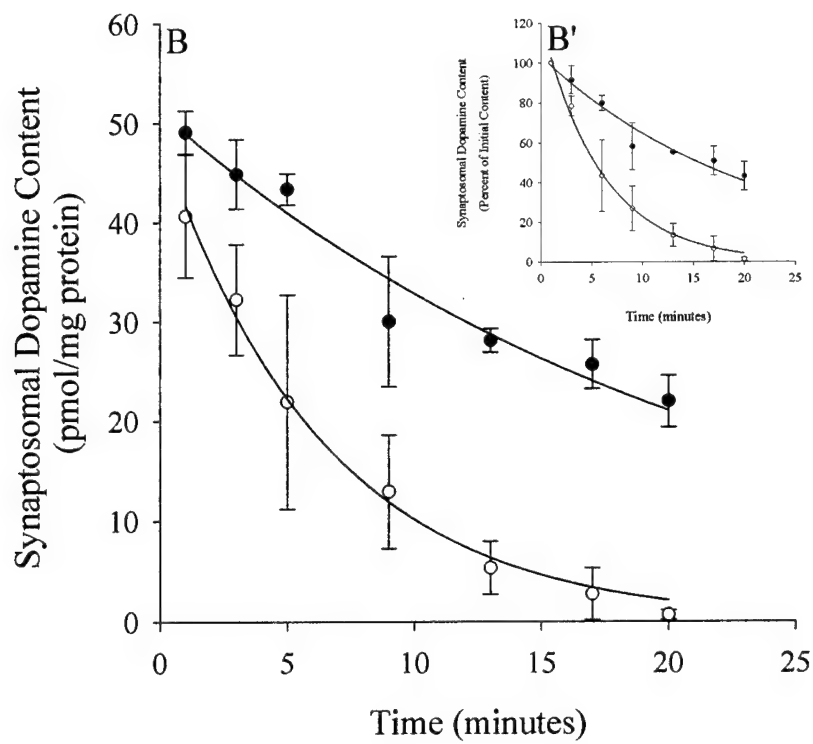 B
60
50
40
30
20
10
0
0 5 10 15 20 25
Synaptosomal Dopamine Content
(pmol/mg protein)
Time (minutes)
B'
120
100
80
60
40
20
0
0 5 10 15 20 25
Synaptosomal Dopamine Content
(Percent of Initial Content)
Time (minutes)